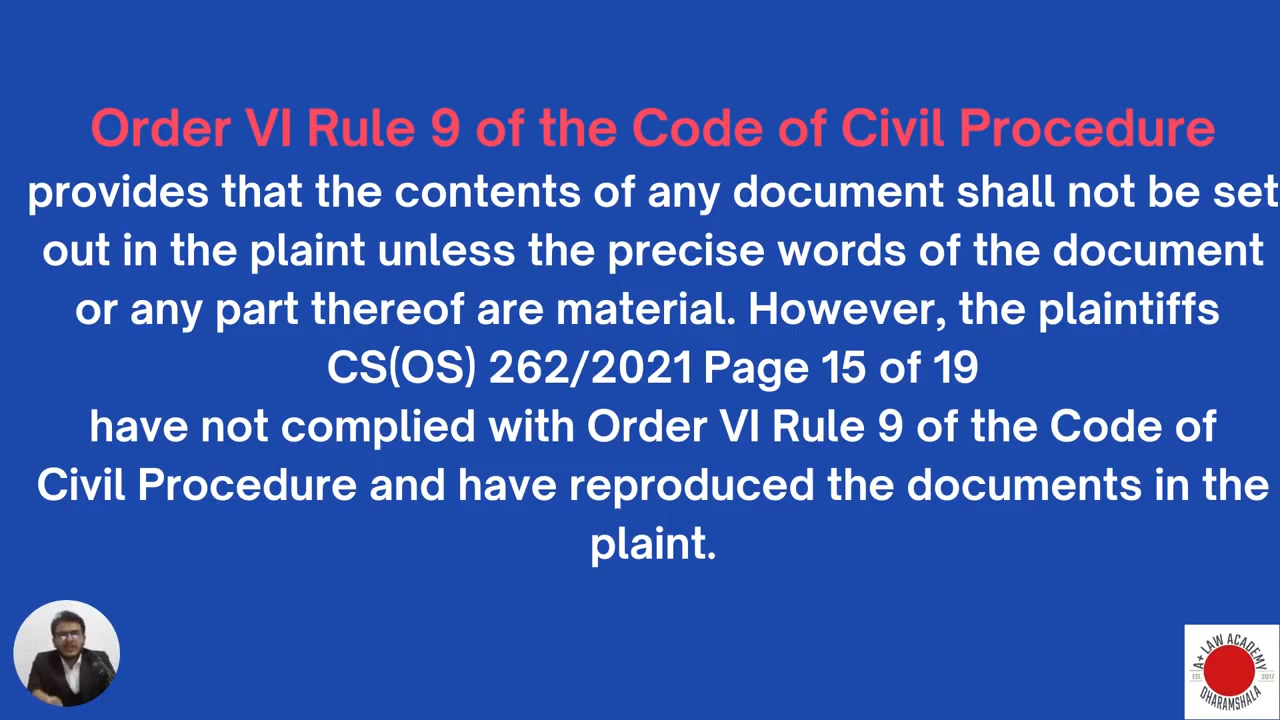 Order VI Rule 9 of the Code of Civil Procedure
provides that the contents of any document shall not be set
out in the plaint unless the precise words of the document
or any part thereof are material. However, the plaintiffs
CS(OS) 262/2021 Page 15 of 19
have not complied with Order VI Rule 9 of the Code of
Civil Procedure and have reproduced the documents in the
plaint.
A+ LAW ACADEMY
EST. 2017
DHARAMSHALA